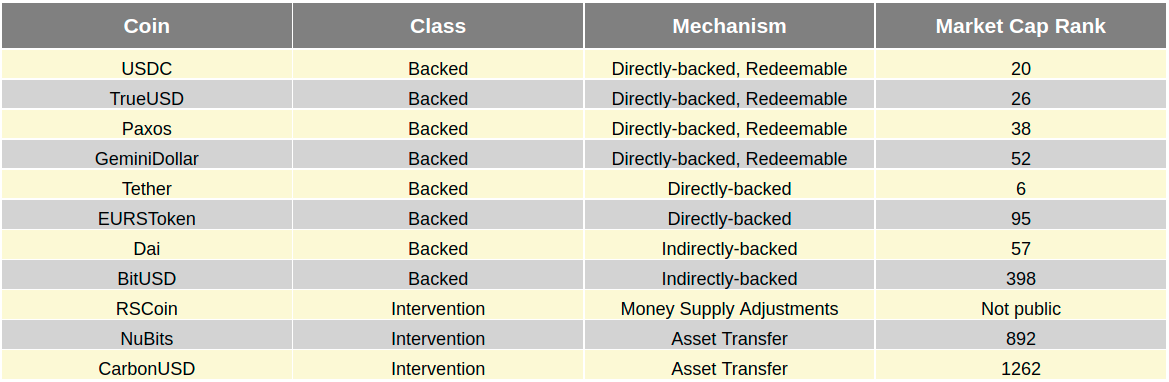 Coin Class Mechanism Market Cap Rank
USDC Backed Directly-backed, Redeemable 20
TrueUSD Backed Directly-backed, Redeemable 26
Paxos Backed Directly-backed, Redeemable 38
GeminiDollar Backed Directly-backed, Redeemable 52
Tether Backed Directly-backed 6
EURSToken Backed Directly-backed 95
Dai Backed Indirectly-backed 57
BitUSD Backed Indirectly-backed 398
RSCoin Intervention Money Supply Adjustments Not public
NuBits Intervention Asset Transfer 892
CarbonUSD Intervention Asset Transfer 1262